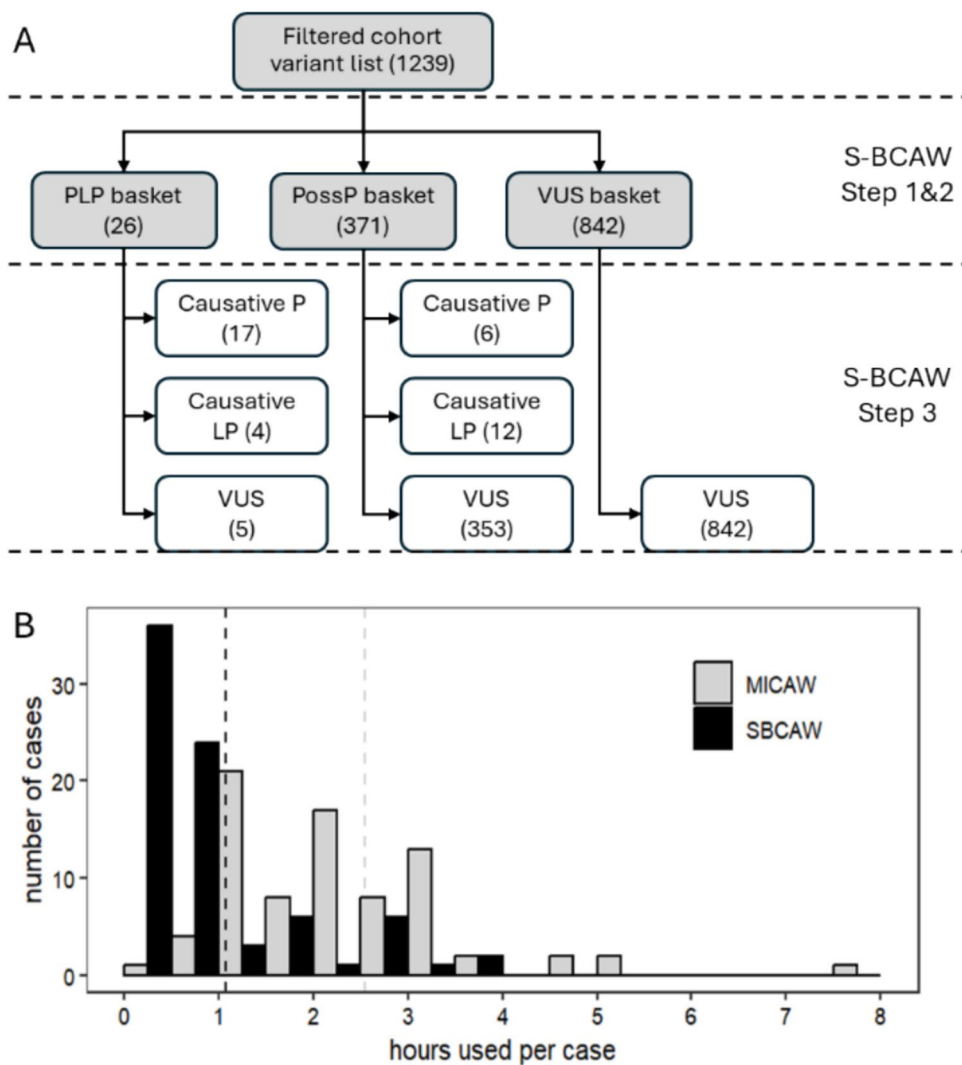 A
Filtered cohort
variant list (1239)
S-BCAW
Step 1&2
PLP basket
(26)
PossP basket
(371)
VUS basket
(842)
Causative P
(17)
Causative P
(6)
Causative
LP (4)
Causative
LP (12)
S-BCAW
Step 3
VUS
(5)
VUS
(353)
VUS
(842)
B
number of cases
30
20
10
0
MICAW
SBCAW
0 1 2 3 4 5 6 7 8
hours used per case